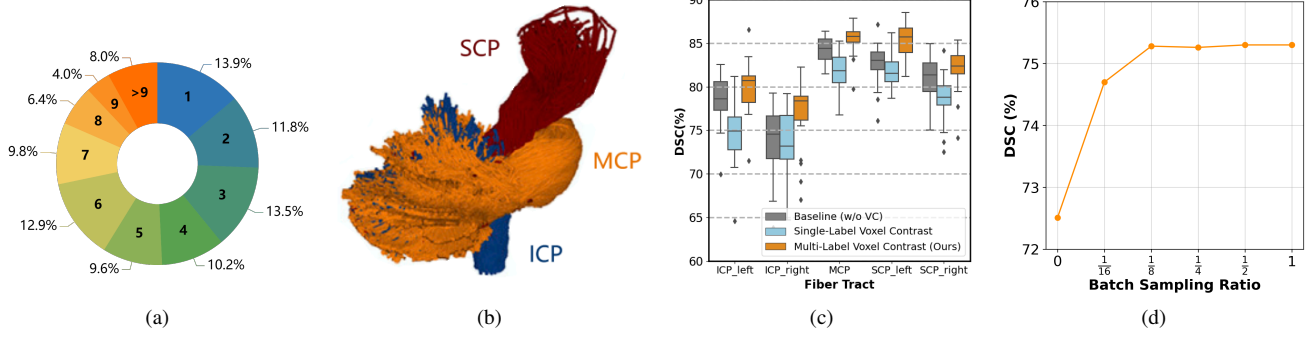 8.0%
4.0%
6.4%
9.8%
12.9%
9.6%
10.2%
13.5%
11.8%
13.9%
>9
1
2
3
4
5
6
7
8
9
(a)
SCP
MCP
ICP
(b)
DSC(%)
90
85
80
75
70
65
60
Baseline (w/o VC)
Single-Label Voxel Contrast
Multi-Label Voxel Contrast (Ours)
ICP_left ICP_right MCP SCP_left SCP_right
Fiber Tract
(c)
DSC (%)
76
75
74
73
72
0 1/16 1/8 1/4 1/2 1
Batch Sampling Ratio
(d)